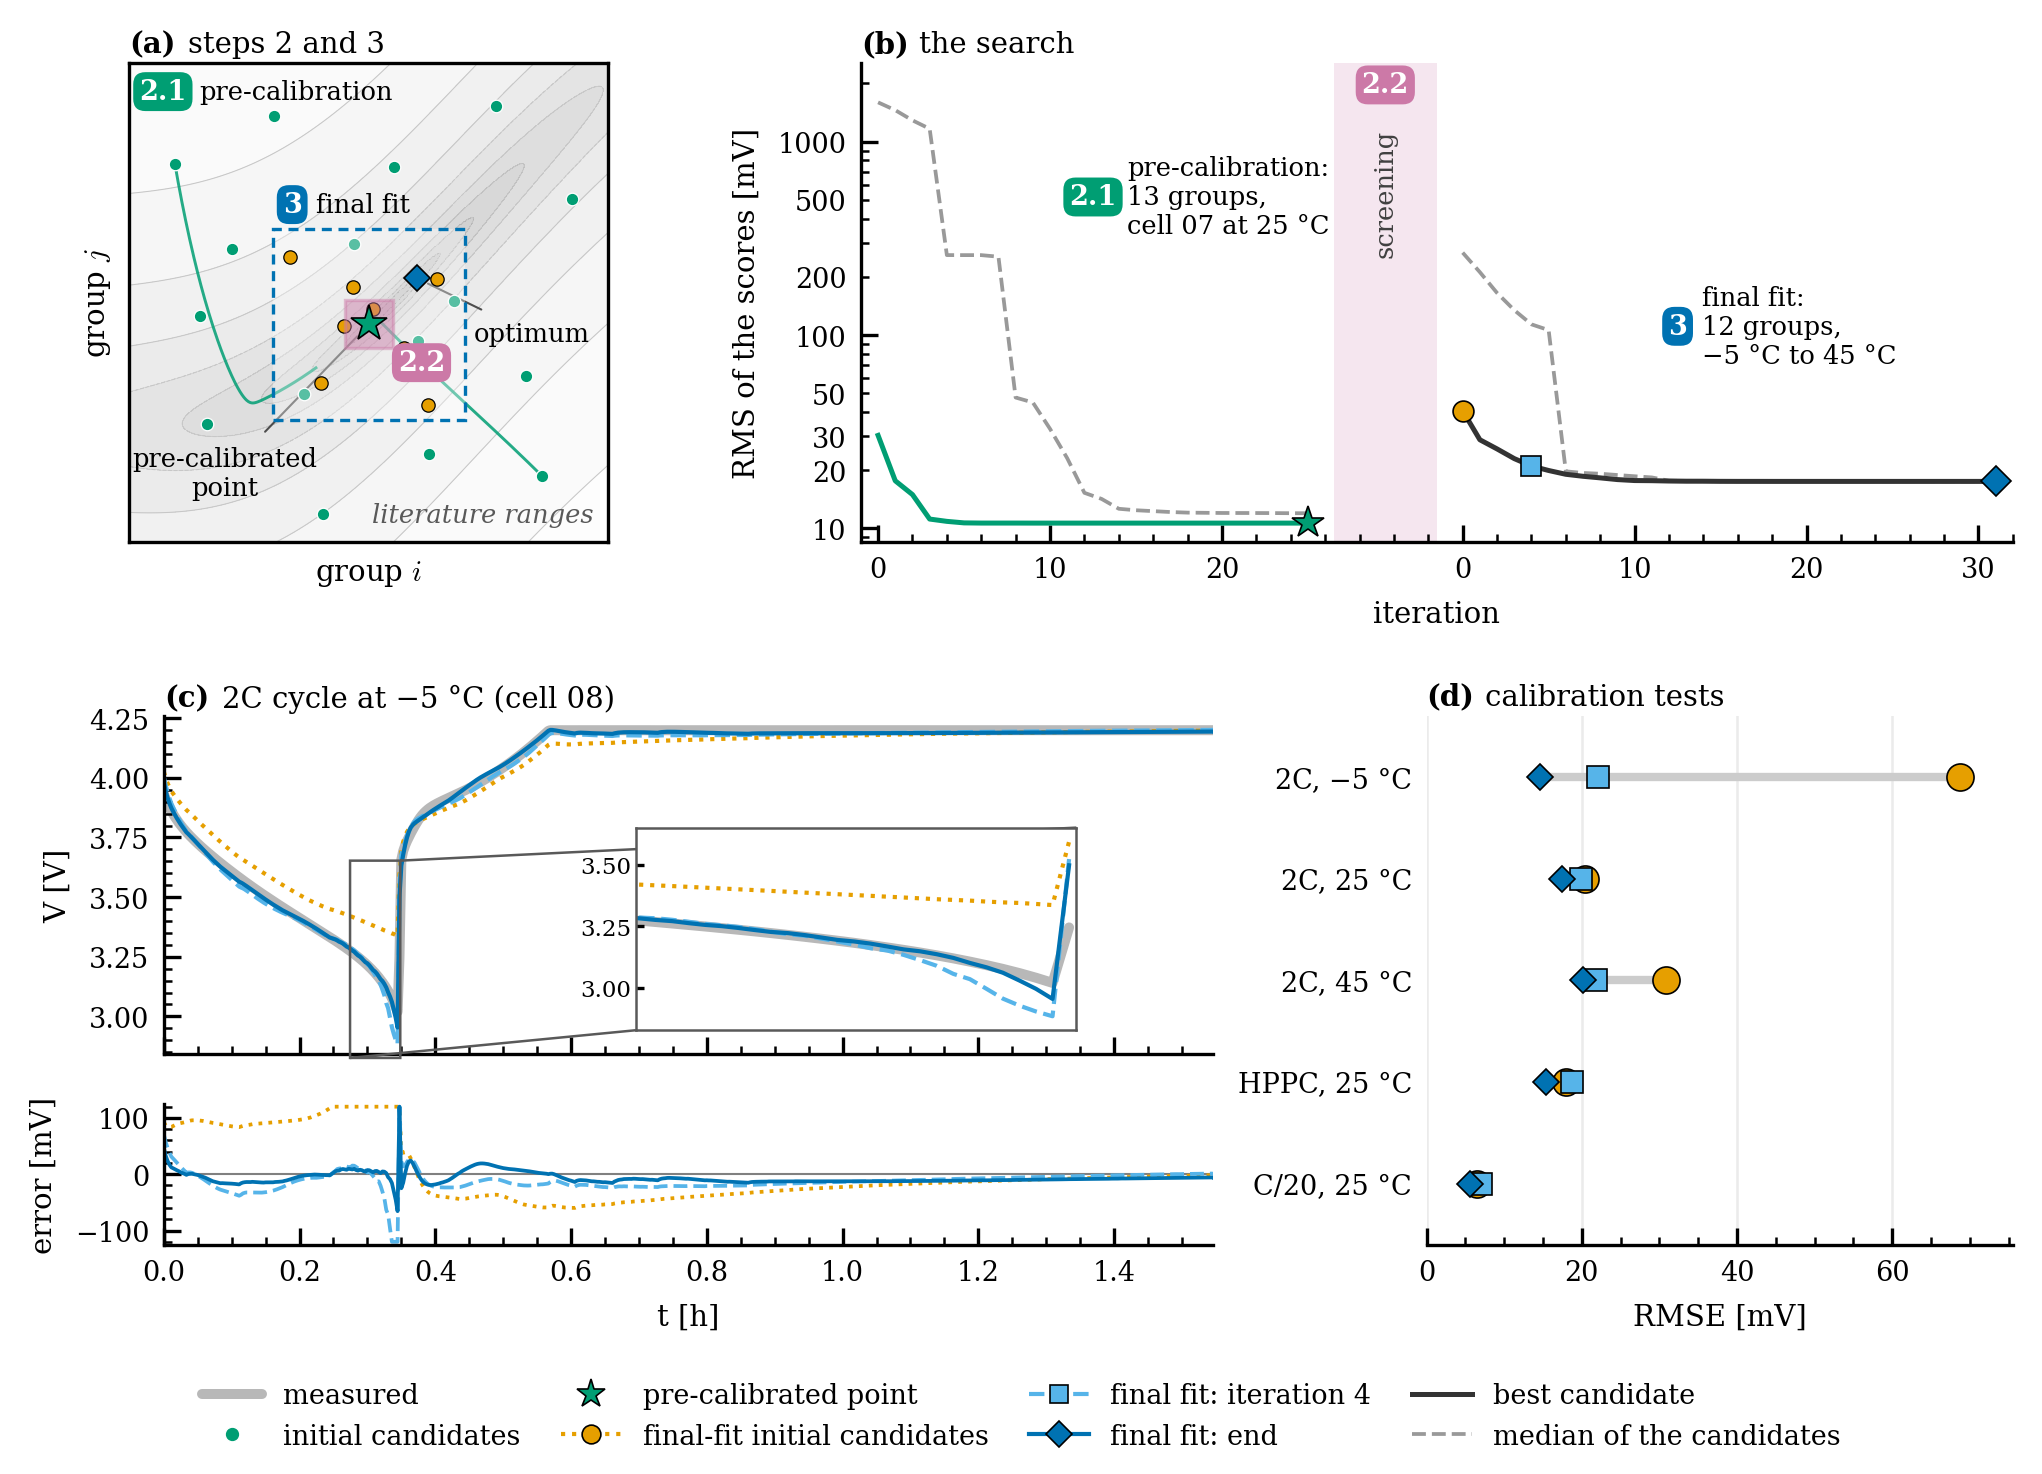 (a) steps 2 and 3
2.1 pre-calibration
3 final fit
optimum
2.2
pre-calibrated
point
literature ranges
group j
group i
(b) the search
2.2
screening
pre-calibration:
2.1 13 groups,
cell 07 at 25 °C
final fit:
3 12 groups,
−5 °C to 45 °C
RMS of the scores [mV]
1000
500
200
100
50
30
20
10
0 10 20 0 10 20 30
iteration
(c) 2C cycle at −5 °C (cell 08)
V [V]
4.25
4.00
3.75
3.50
3.25
3.00
3.50
3.25
3.00
error [mV]
100
0
−100
0.0 0.2 0.4 0.6 0.8 1.0 1.2 1.4
t [h]
(d) calibration tests
2C, −5 °C
2C, 25 °C
2C, 45 °C
HPPC, 25 °C
C/20, 25 °C
0 20 40 60
RMSE [mV]
measured
initial candidates
pre-calibrated point
final-fit initial candidates
final fit: iteration 4
final fit: end
best candidate
median of the candidates